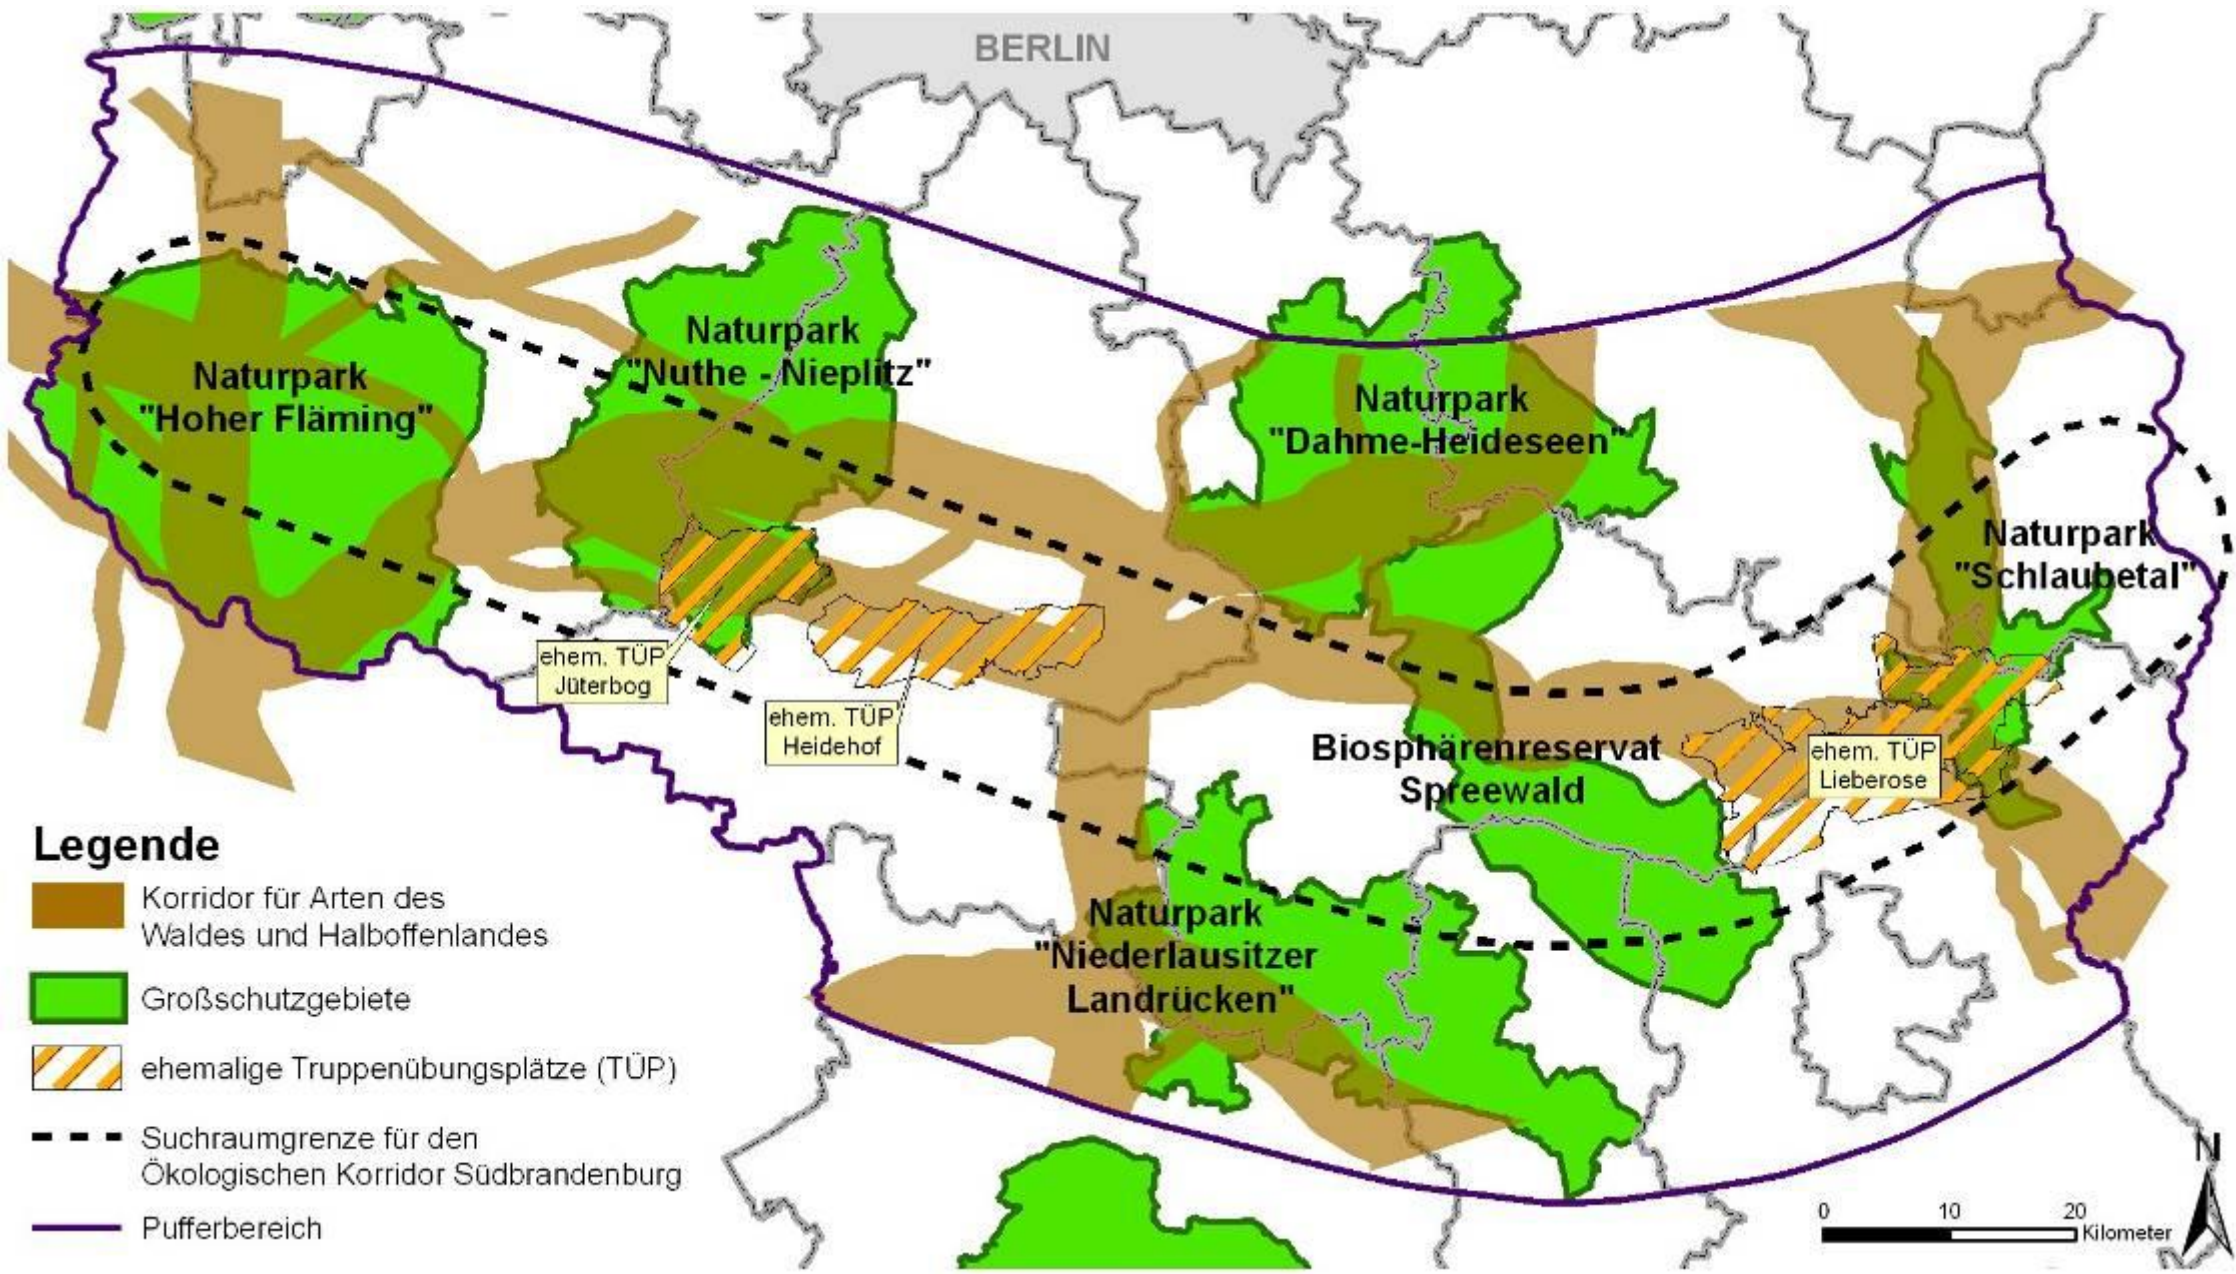 BERLIN
Naturpark
"Nuthe - Nieplitz"
Naturpark
"Hoher Fläming"
Naturpark
"Dahme-Heideseen"
Naturpark
"Schlaubetal"
ehem. TÜP
Jüterbog
ehem. TÜP
Heidehof
Biosphärenreservat
Spreewald
ehem. TÜP
Lieberose
Naturpark
"Niederlausitzer
Landrücken"
Legende
Korridor für Arten des
Waldes und Halboffenlandes
Großschutzgebiete
ehemalige Truppenübungsplätze (TÜP)
Suchraumgrenze für den
Ökologischen Korridor Südbrandenburg
Pufferbereich
N
0 10 20
Kilometer